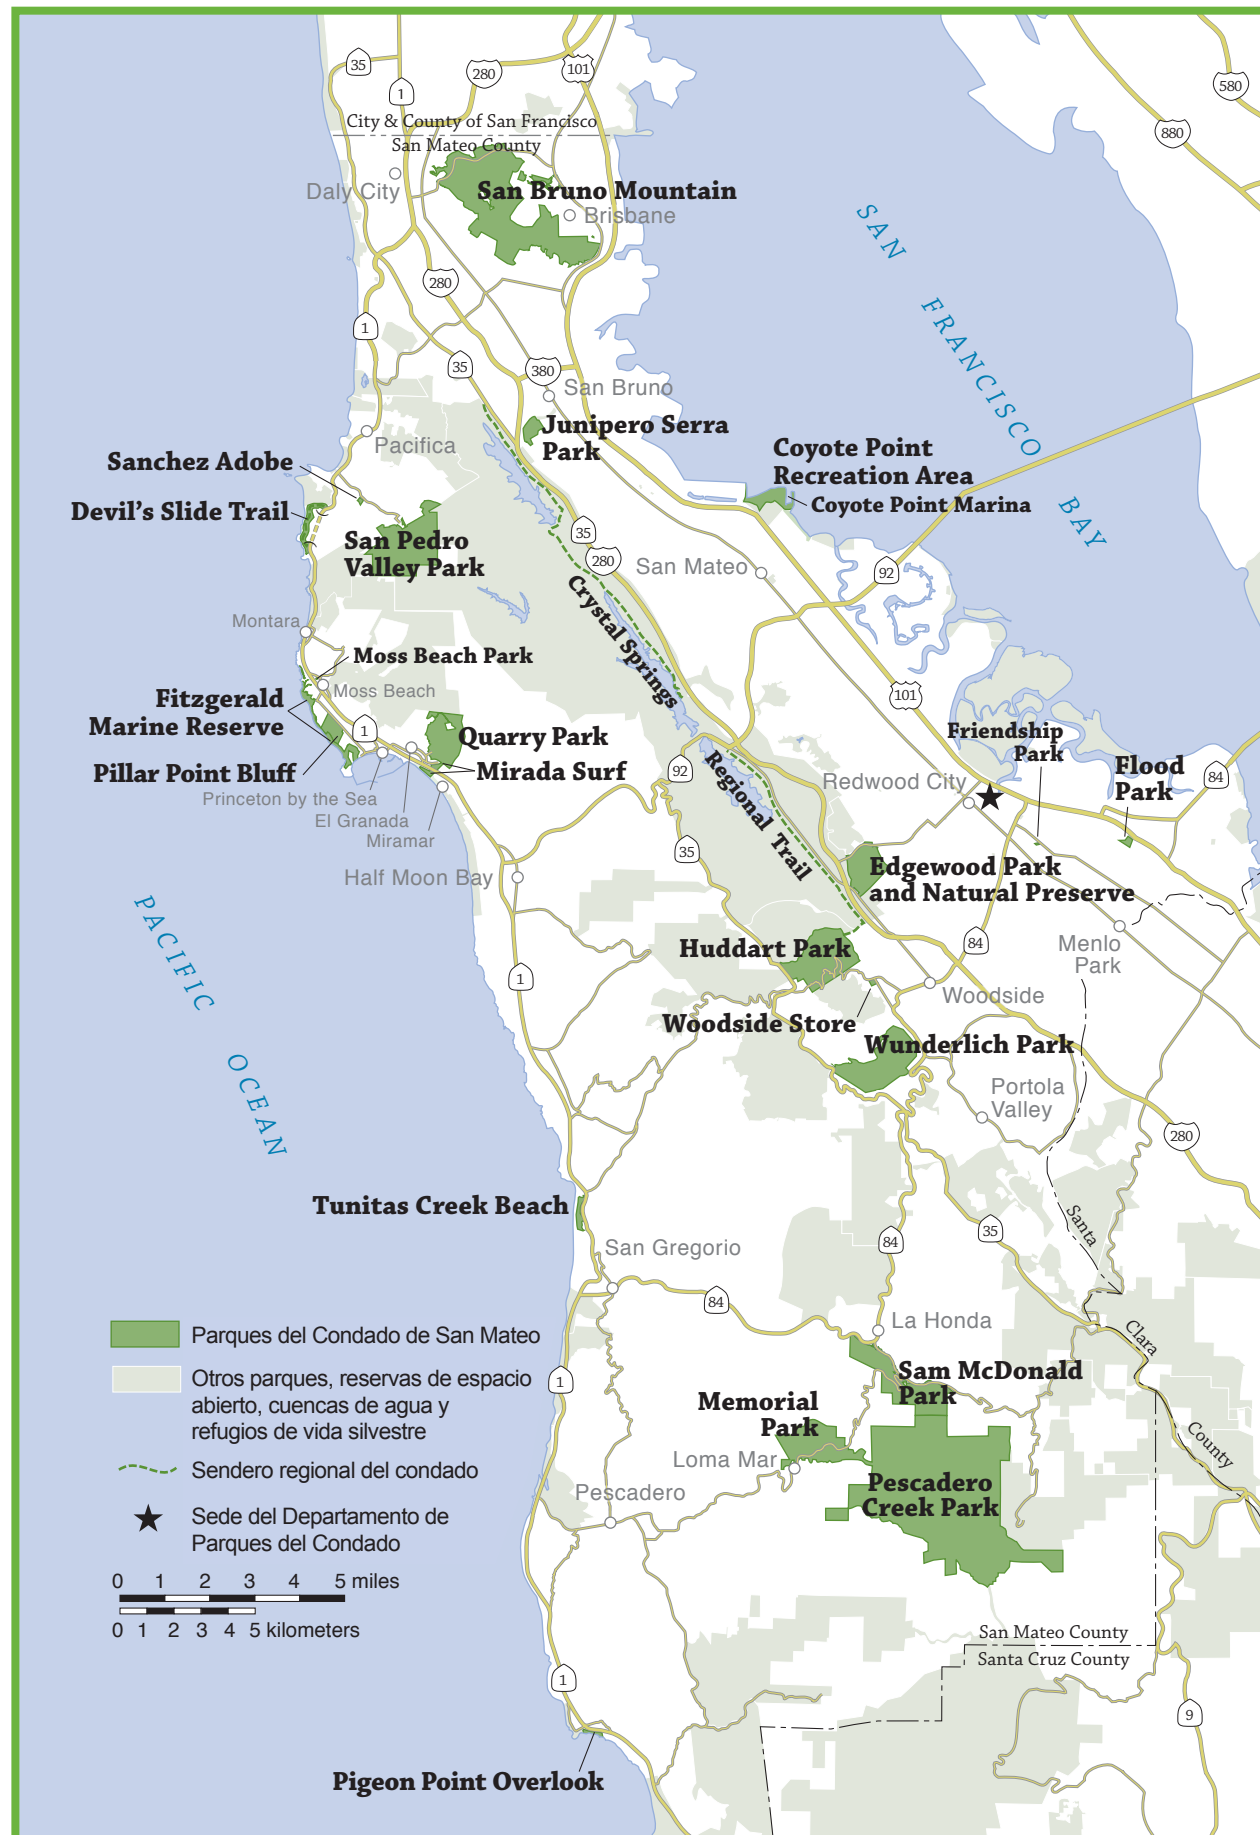 35
1
280
101
580
880
City & County of San Francisco
San Mateo County
Daly City
San Bruno Mountain
Brisbane
SAN FRANCISCO BAY
280
1
35
380
San Bruno
Junipero Serra
Park
Pacifica
Sanchez Adobe
Devil's Slide Trail
San Pedro
Valley Park
Coyote Point
Recreation Area
Coyote Point Marina
35
280
San Mateo
92
Crystal Springs
Regional Trail
Montara
Moss Beach Park
Moss Beach
Fitzgerald
Marine Reserve
1
Quarry Park
Pillar Point Bluff
Mirada Surf
Princeton by the Sea
El Granada
Miramar
92
101
Friendship
Park
Redwood City
Flood
Park
84
35
Half Moon Bay
Edgewood Park
and Natural Preserve
PACIFIC OCEAN
Huddart Park
84
Menlo
Park
1
Woodside
Woodside Store
Wunderlich Park
Portola
Valley
280
Tunitas Creek Beach
Santa
Clara
County
San Gregorio
84
35
84
La Honda
Parques del Condado de San Mateo
Otros parques, reservas de espacio
abierto, cuencas de agua y
refugios de vida silvestre
Sendero regional del condado
Sede del Departamento de
Parques del Condado
0 1 2 3 4 5 miles
0 1 2 3 4 5 kilometers
1
Sam McDonald
Park
Memorial
Park
Loma Mar
Pescadero
Pescadero
Creek Park
San Mateo County
Santa Cruz County
1
9
Pigeon Point Overlook